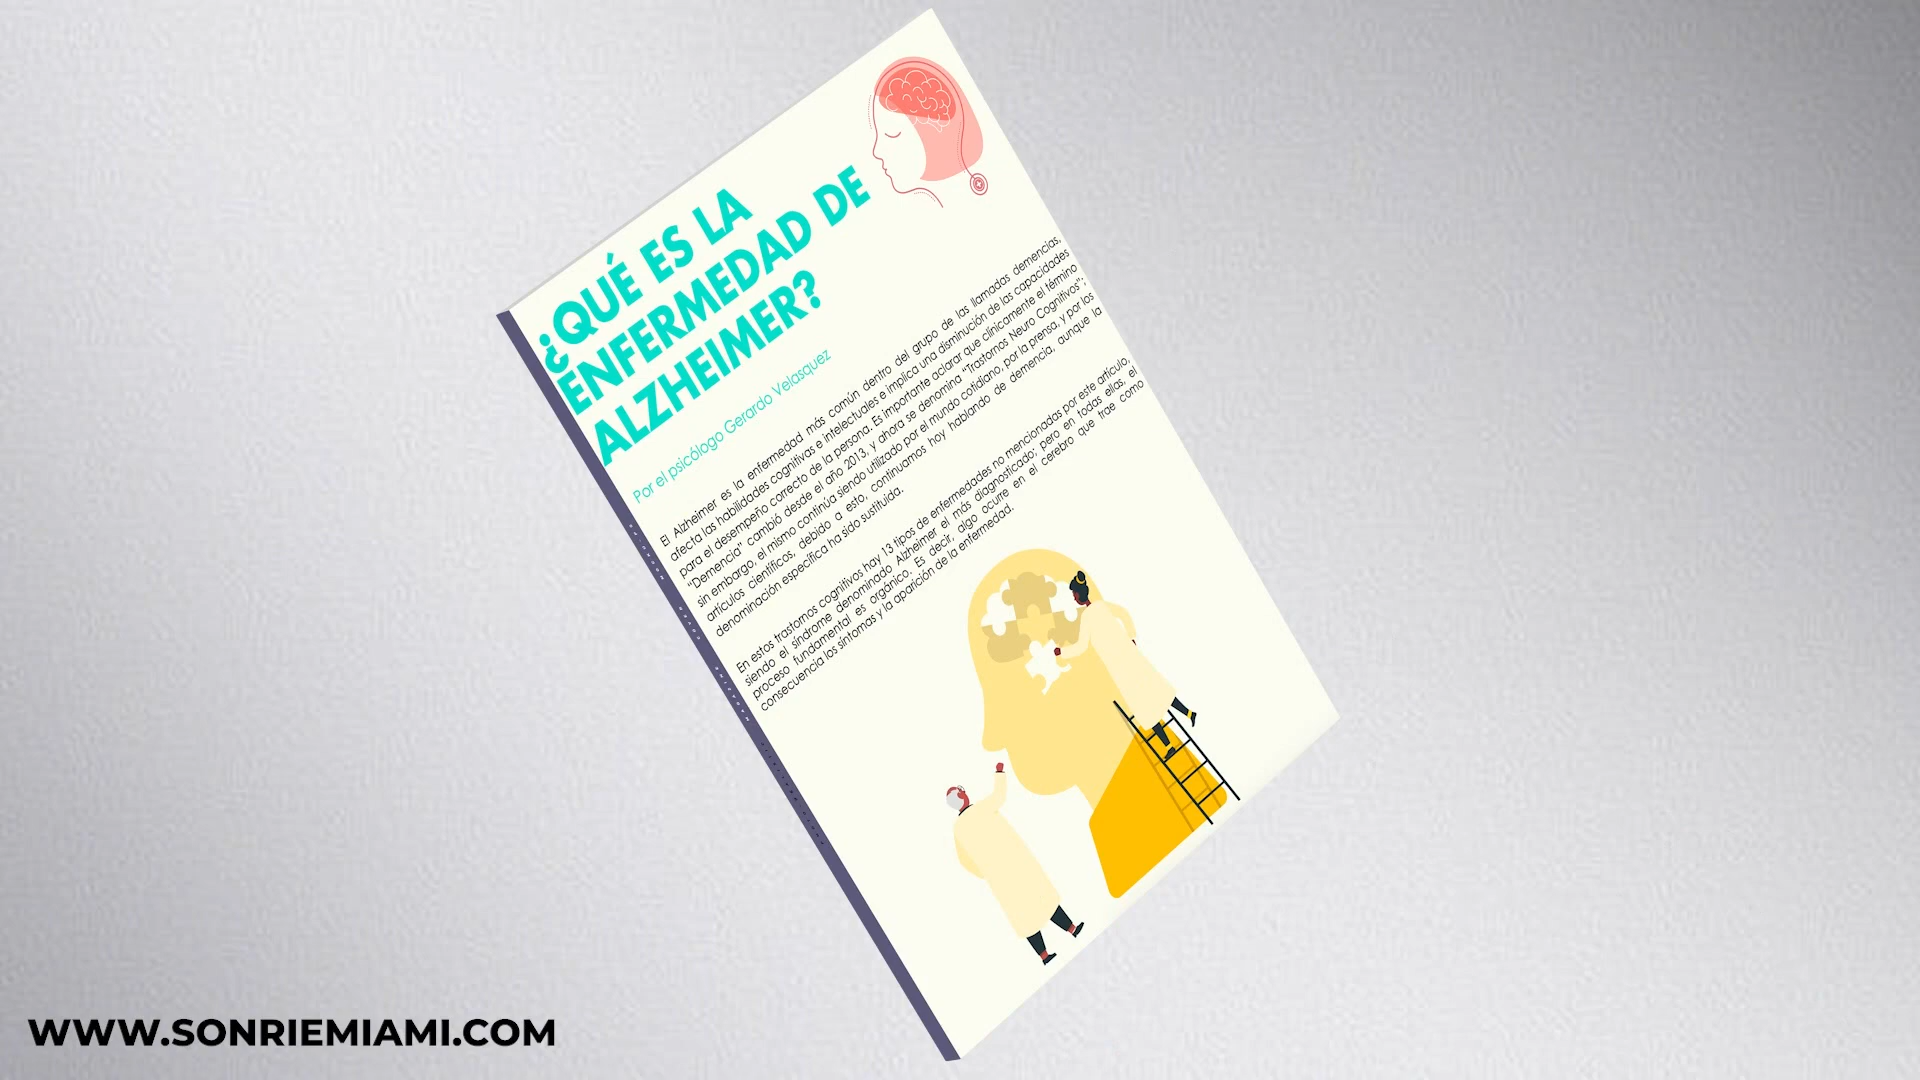 ¿QUÉ ES LA
ENFERMEDAD DE
ALZHEIMER?
Por el psicólogo Gerardo Velasquez
El Alzheimer es la enfermedad más común dentro del grupo de las llamadas demencias,
afecta las habilidades cognitivas e intelectuales e implica una disminución de las capacidades
para el desempeño correcto de la persona. Es importante aclarar que clínicamente el término
"Demencia" cambió desde el año 2013, y ahora se denomina "Trastornos Neuro Cognitivos";
sin embargo, el mismo continúa siendo utilizado por el mundo cotidiano, por la prensa, y por los
artículos científicos, debido a esto, continuamos hoy hablando de demencia, aunque la
denominación específica ha sido sustituida.
En estos trastornos cognitivos hay 13 tipos de enfermedades no mencionadas por este artículo,
siendo el síndrome denominado Alzheimer el más diagnosticado; pero en todas ellas, el
proceso fundamental es orgánico. Es decir, algo ocurre en el cerebro que trae como
consecuencia los síntomas y la aparición de la enfermedad.
WWW.SONRIEMIAMI.COM